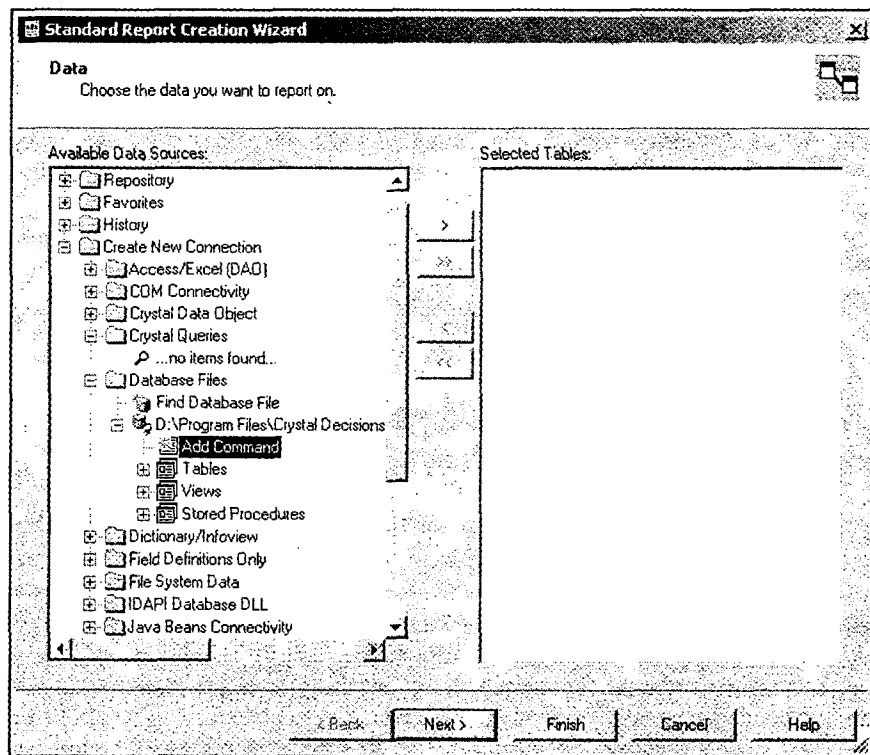 Standard Report Creation Wizard
Data
Choose the data you want to report on.
Available Data Sources:
Repository
Favorites
History
Create New Connection
Access/Excel (DAO)
COM Connectivity
Crystal Data Object
Crystal Queries
...no items found...
Database Files
Find Database File
D:\Program Files\Crystal Decisions
Add Command
Tables
Views
Stored Procedures
Dictionary/Infoview
Field Definitions Only
File System Data
IDAPI Database DLL
Java Beans Connectivity
>
>>
<
<<
Selected Tables:
< Back
Next >
Finish
Cancel
Help